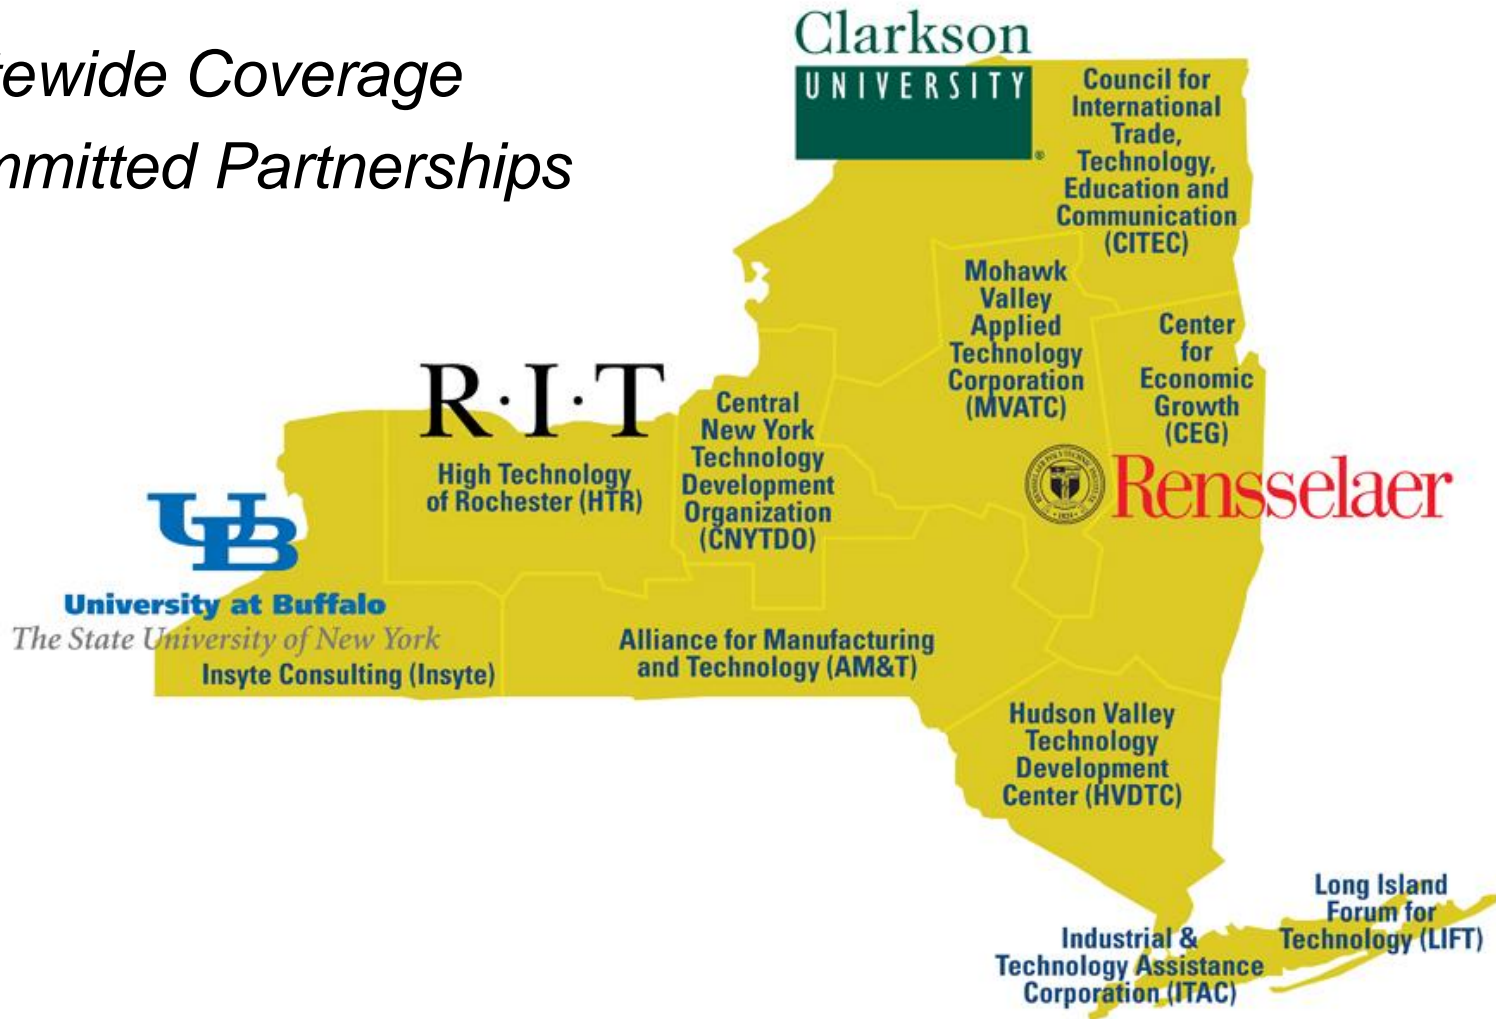 tewide Coverage
mmitted Partnerships
Clarkson
UNIVERSITY
®
Council for
International
Trade,
Technology,
Education and
Communication
(CITEC)
Mohawk
Valley
Applied
Technology
Corporation
(MVATC)
Center
for
Economic
Growth
(CEG)
R·I·T
High Technology
of Rochester (HTR)
Central
New York
Technology
Development
Organization
(CNYTDO)
Rensselaer
UB
University at Buffalo
The State University of New York
Insyte Consulting (Insyte)
Alliance for Manufacturing
and Technology (AM&T)
Hudson Valley
Technology
Development
Center (HVDTC)
Long Island
Forum for
Technology (LIFT)
Industrial &
Technology Assistance
Corporation (ITAC)